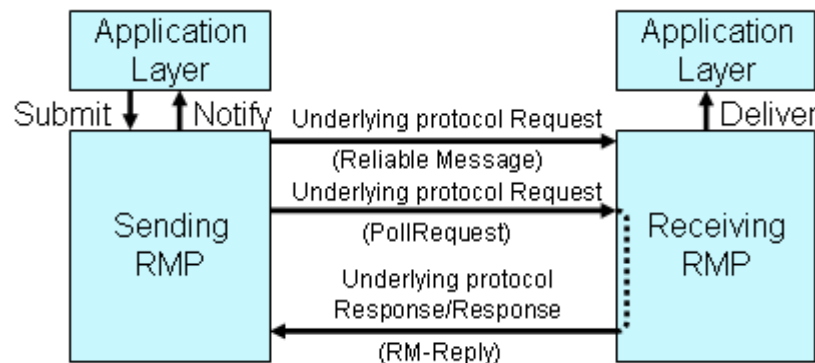 Application
Layer
Application
Layer
Submit
Notify
Deliver
Underlying protocol Request
(Reliable Message)
Underlying protocol Request
(PollRequest)
Sending
RMP
Receiving
RMP
Underlying protocol
Response/Response
(RM-Reply)